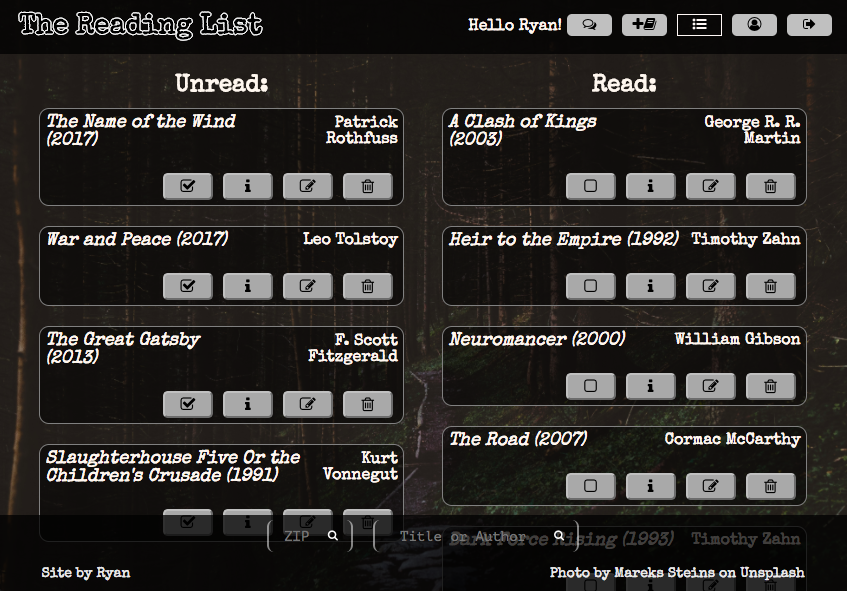 The Reading List
Hello Ryan!
Unread:
The Name of the Wind
(2017)
Patrick
Rothfuss
War and Peace (2017)
Leo Tolstoy
The Great Gatsby
(2013)
F. Scott
Fitzgerald
Slaughterhouse Five Or the
Children's Crusade (1991)
Kurt
Vonnegut
Read:
A Clash of Kings
(2003)
George R. R.
Martin
Heir to the Empire (1992)
Timothy Zahn
Neuromancer (2000)
William Gibson
The Road (2007)
Cormac McCarthy
Dark Force Rising (1993)
Timothy Zahn
ZIP
Title or Author
Site by Ryan
Photo by Mareks Steins on Unsplash